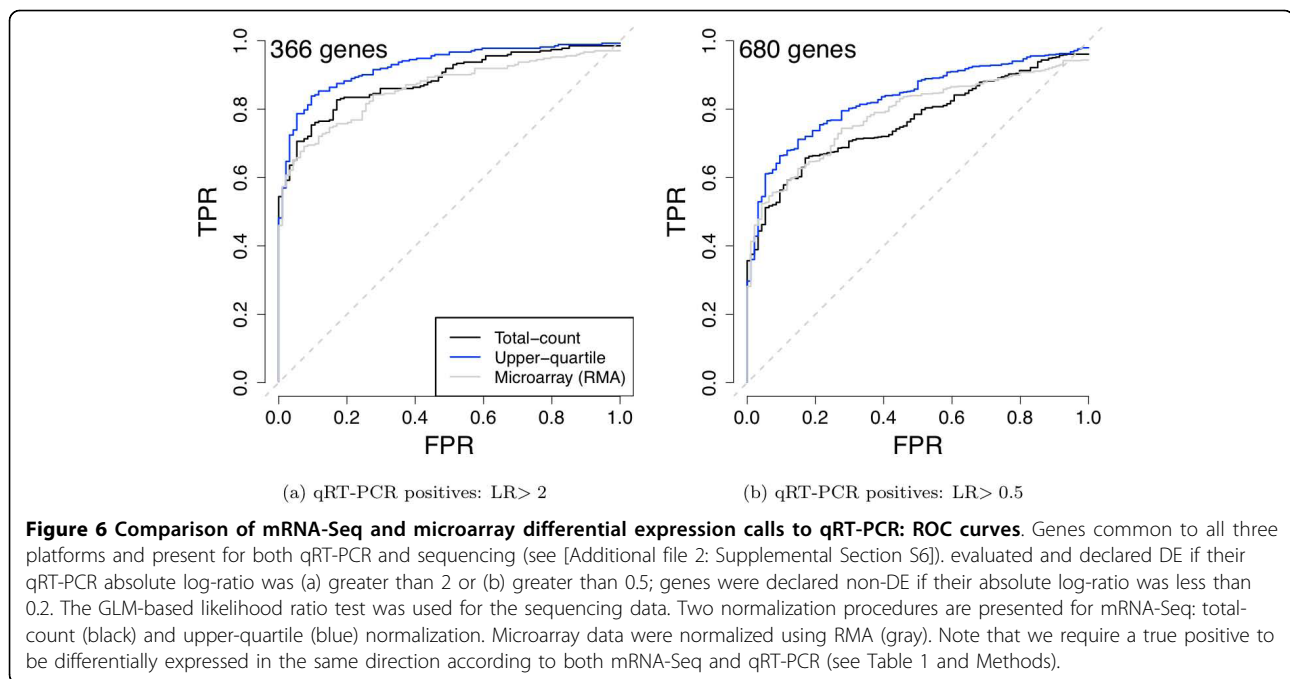 366 genes
TPR
1.0
0.8
0.6
0.4
0.2
0.0
Total−count
Upper−quartile
Microarray (RMA)
0.0 0.2 0.4 0.6 0.8 1.0
FPR
(a) qRT-PCR positives: LR> 2
680 genes
TPR
1.0
0.8
0.6
0.4
0.2
0.0
0.0 0.2 0.4 0.6 0.8 1.0
FPR
(b) qRT-PCR positives: LR> 0.5
Figure 6 Comparison of mRNA-Seq and microarray differential expression calls to qRT-PCR: ROC curves. Genes common to all three
platforms and present for both qRT-PCR and sequencing (see [Additional file 2: Supplemental Section S6]). evaluated and declared DE if their
qRT-PCR absolute log-ratio was (a) greater than 2 or (b) greater than 0.5; genes were declared non-DE if their absolute log-ratio was less than
0.2. The GLM-based likelihood ratio test was used for the sequencing data. Two normalization procedures are presented for mRNA-Seq: total-
count (black) and upper-quartile (blue) normalization. Microarray data were normalized using RMA (gray). Note that we require a true positive to
be differentially expressed in the same direction according to both mRNA-Seq and qRT-PCR (see Table 1 and Methods).